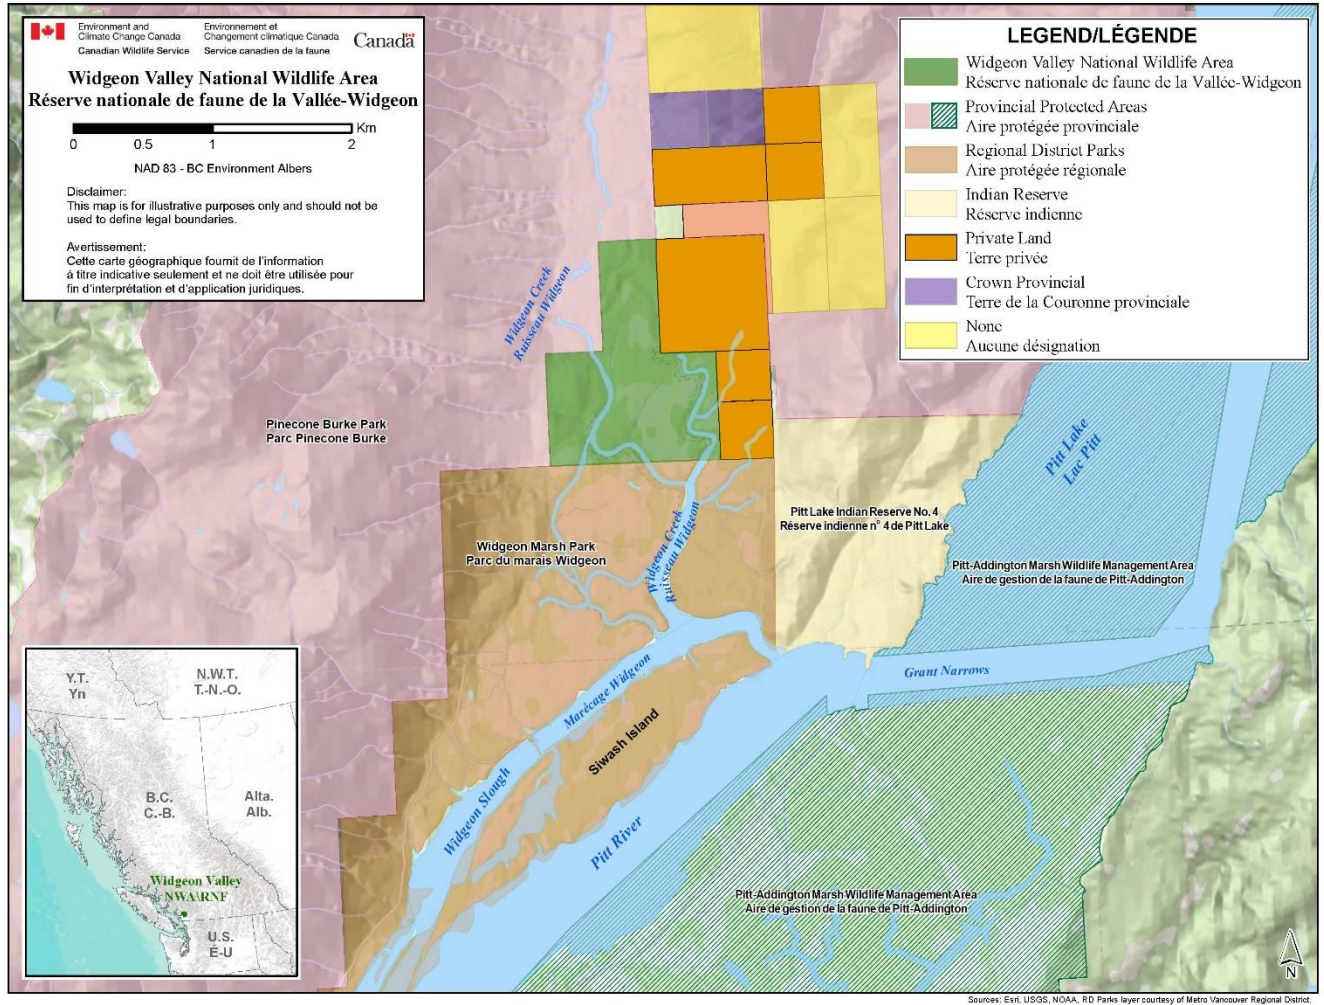 Environment and
Climate Change Canada
Canadian Wildlife Service
Environnement et
Changement climatique Canada
Service canadien de la faune
Canada
Widgeon Valley National Wildlife Area
Réserve nationale de faune de la Vallée-Widgeon
Km
0 0.5 1 2
NAD 83 - BC Environment Albers
Disclaimer:
This map is for illustrative purposes only and should not be
used to define legal boundaries.
Avertissement:
Cette carte géographique fournit de l'information
à titre indicative seulement et ne doit être utilisée pour
fin d'interprétation et d'application juridiques.
LEGEND/LÉGENDE
Widgeon Valley National Wildlife Area
Réserve nationale de faune de la Vallée-Widgeon
Provincial Protected Areas
Aire protégée provinciale
Regional District Parks
Aire protégée régionale
Indian Reserve
Réserve indienne
Private Land
Terre privée
Crown Provincial
Terre de la Couronne provinciale
None
Aucune désignation
Widgeon Creek
Ruisseau Widgeon
Pinecone Burke Park
Parc Pinecone Burke
Pitt Lake
Lac Pitt
Pitt Lake Indian Reserve No. 4
Réserve indienne n° 4 de Pitt Lake
Widgeon Marsh Park
Parc du marais Widgeon
Widgeon Creek
Ruisseau Widgeon
Pitt-Addington Marsh Wildlife Management Area
Aire de gestion de la faune de Pitt-Addington
Grant Narrows
Marécage Widgeon
Siwash Island
Widgeon Slough
Pitt River
Pitt-Addington Marsh Wildlife Management Area
Aire de gestion de la faune de Pitt-Addington
Y.T.
Yn
N.W.T.
T.-N.-O.
B.C.
C.-B.
Alta.
Alb.
Widgeon Valley
NWA\RNF
U.S.
É-U
N
Sources: Esri, USGS, NOAA, RD Parks layer courtesy of Metro Vancouver Regional District.